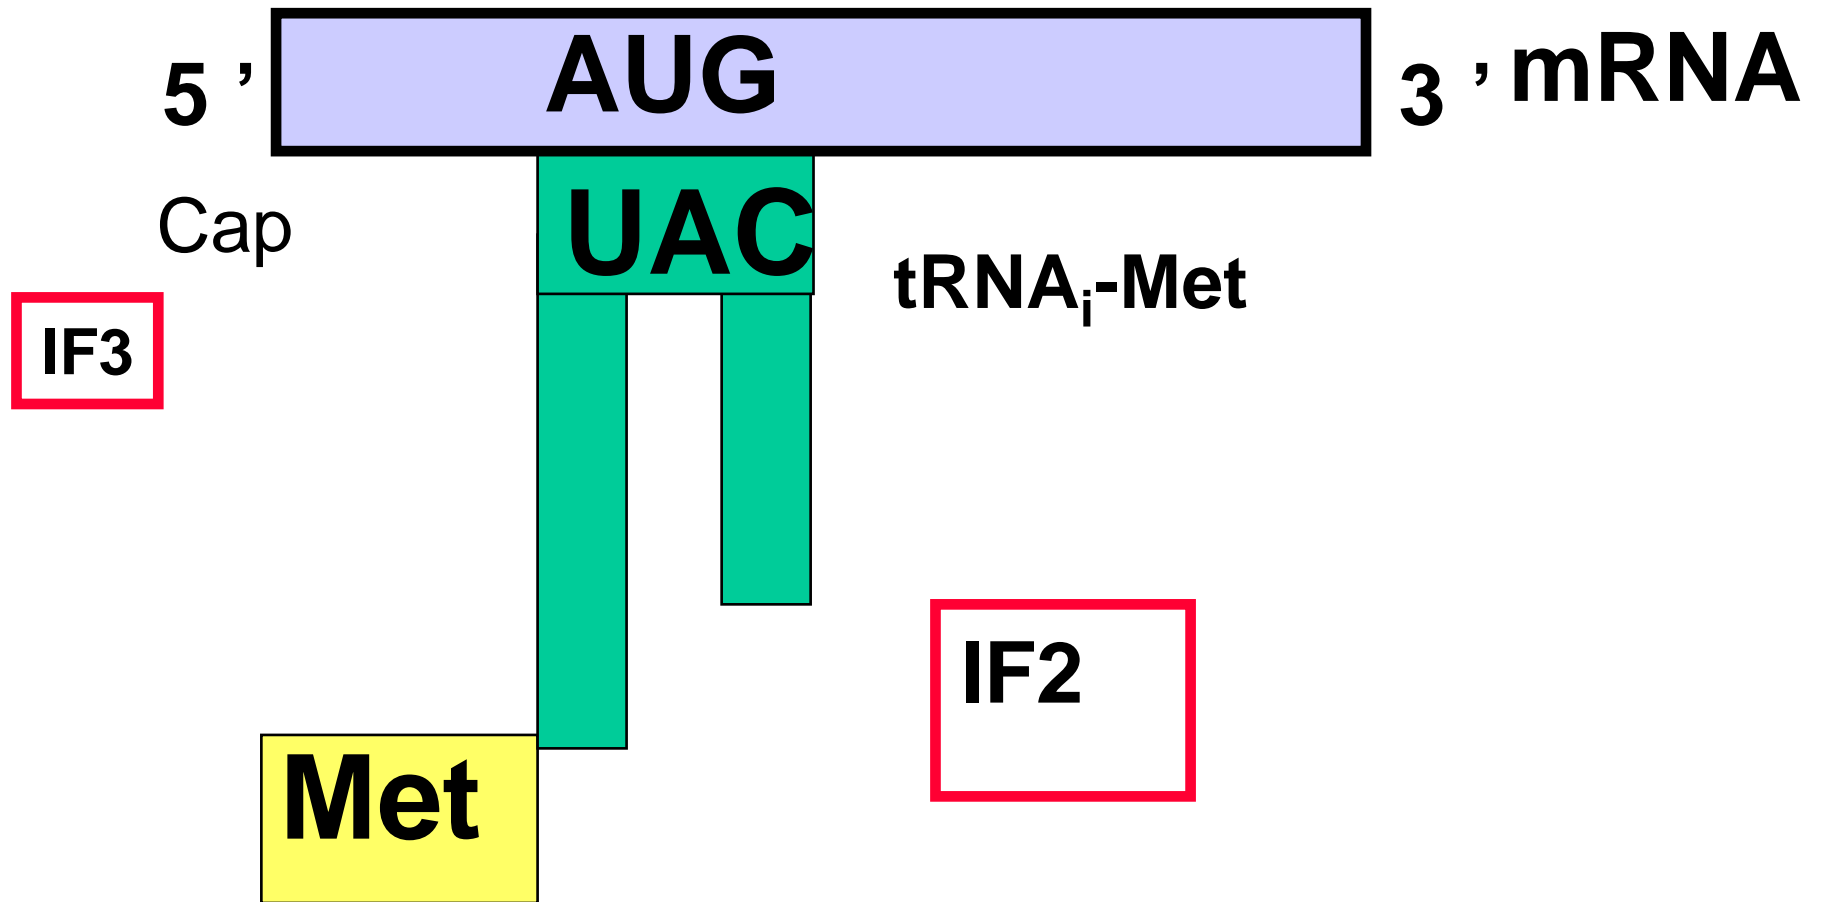 5 ’ AUG 3 ’ mRNA
UAC
Cap
tRNAi-Met
IF3
IF2
Met